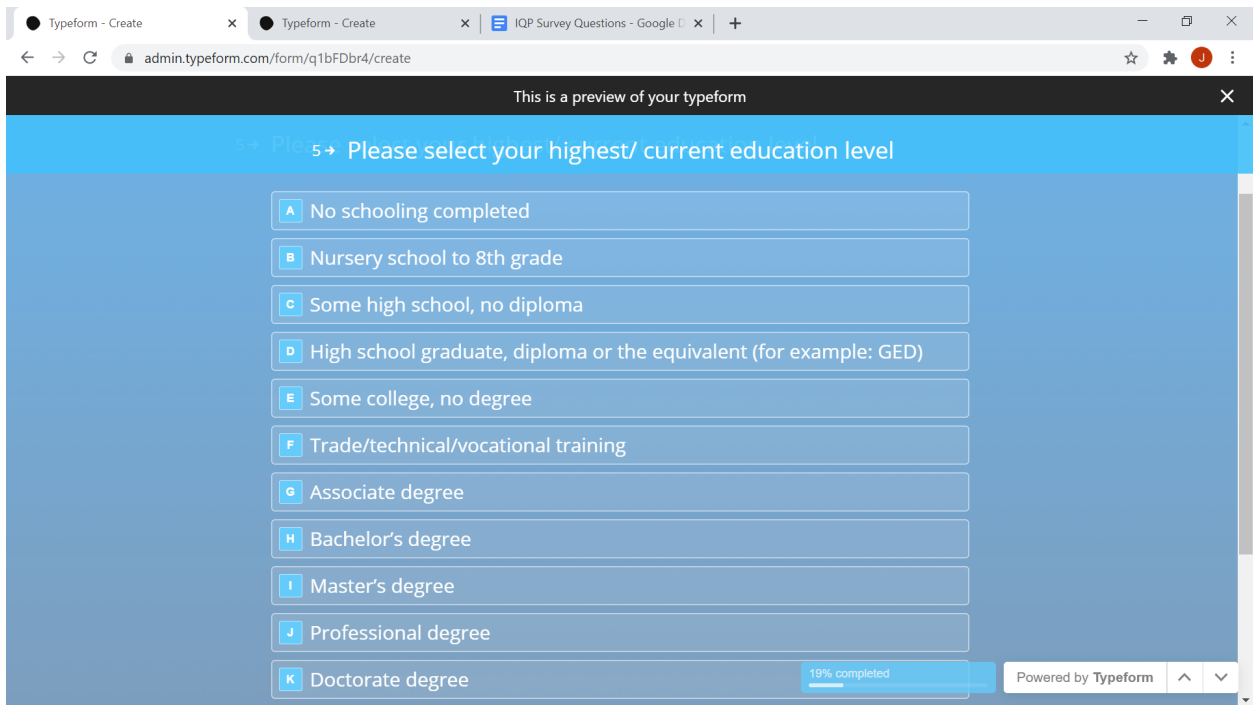 Typeform - Create
Typeform - Create
IQP Survey Questions - Google D
admin.typeform.com/form/q1bFDbr4/create
J
This is a preview of your typeform
5→ Please select your highest/ current education level
A No schooling completed
B Nursery school to 8th grade
C Some high school, no diploma
D High school graduate, diploma or the equivalent (for example: GED)
E Some college, no degree
F Trade/technical/vocational training
G Associate degree
H Bachelor’s degree
I Master’s degree
J Professional degree
K Doctorate degree
19% completed
Powered by Typeform